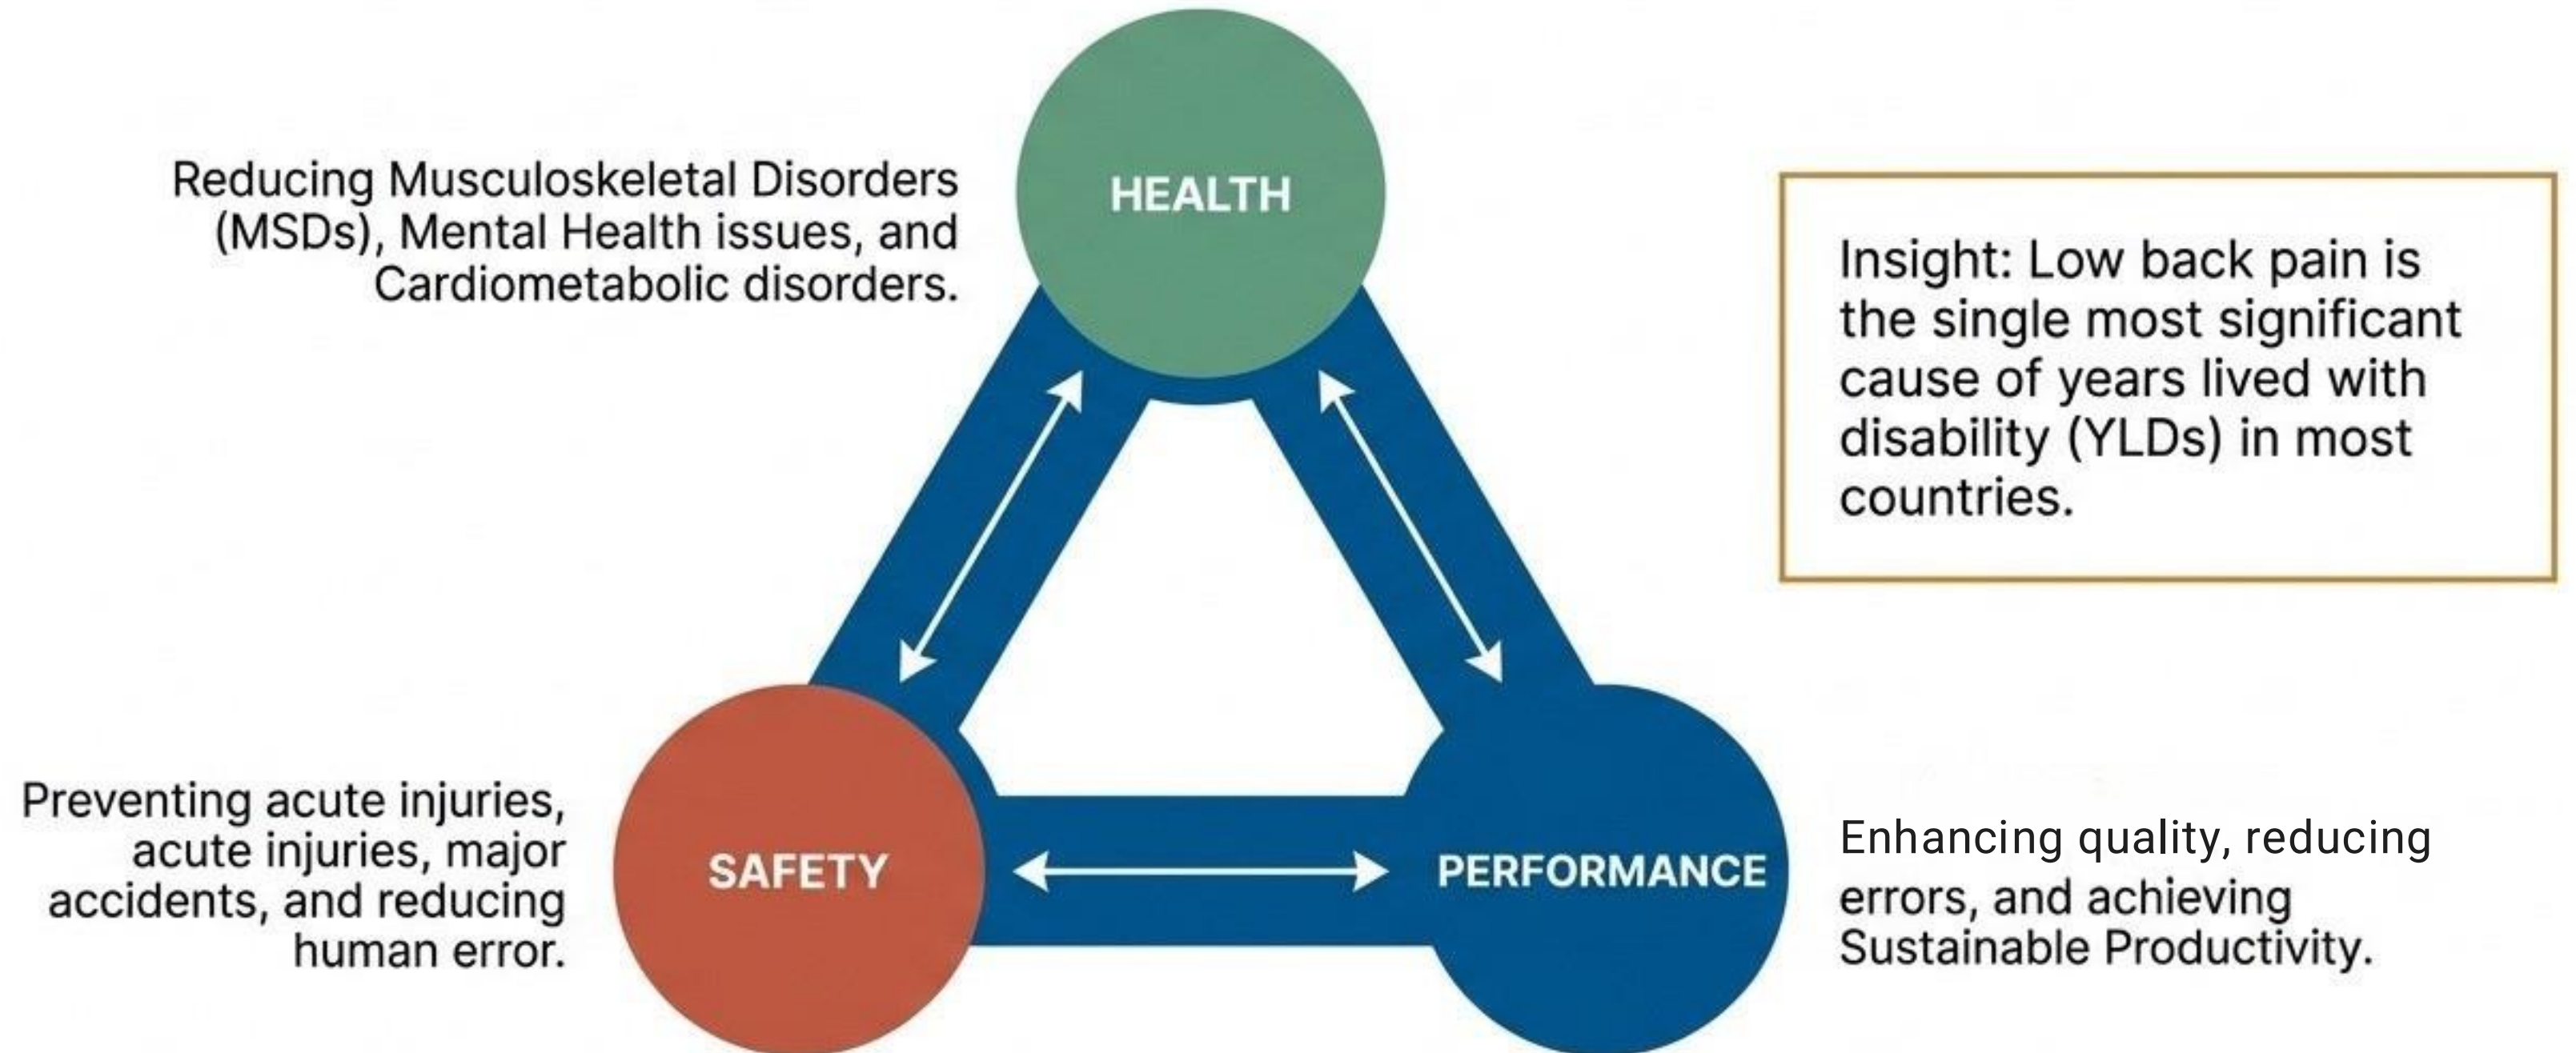 HEALTH
Reducing Musculoskeletal Disorders
(MSDs), Mental Health issues, and
Cardiometabolic disorders.
Insight: Low back pain is
the single most significant
cause of years lived with
disability (YLDs) in most
countries.
Preventing acute injuries,
acute injuries, major
accidents, and reducing
human error.
SAFETY
PERFORMANCE
Enhancing quality, reducing
errors, and achieving
Sustainable Productivity.